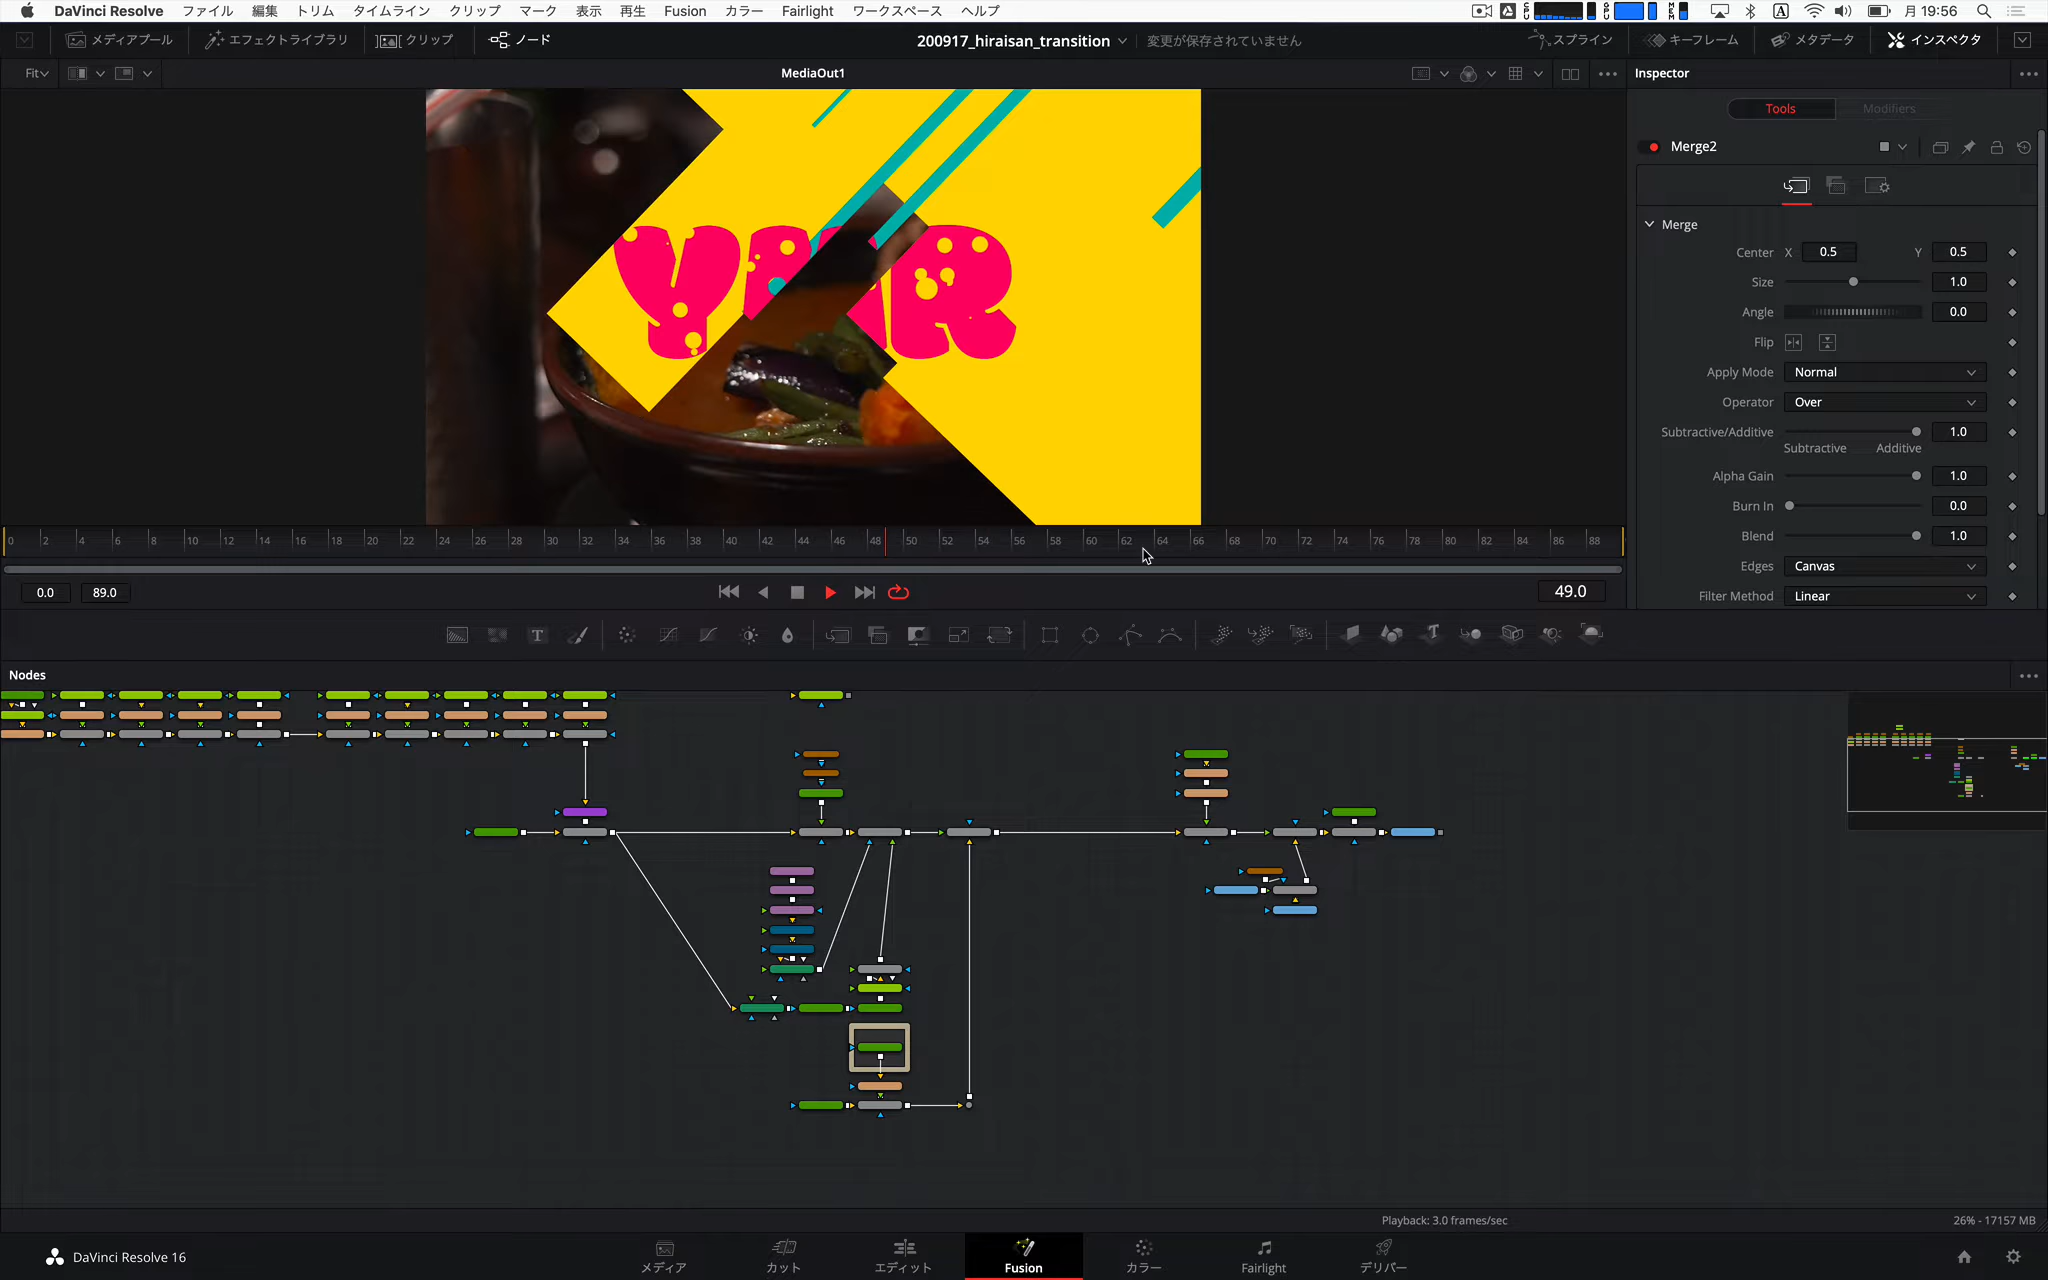 DaVinci Resolve ファイル 編集 トリム タイムライン クリップ マーク 表示 再生 Fusion カラー Fairlight ワークスペース ヘルプ
A 月 19:56
メディアプール エフェクトライブラリ クリップ ノード
200917_hiraisan_transition 変更が保存されていません
スプライン キーフレーム メタデータ インスペクタ
Fit MediaOut1
Inspector
Tools Modifiers
Merge2
Merge
Center X 0.5 Y 0.5
Size 1.0
Angle 0.0
Flip
Apply Mode Normal
Operator Over
Subtractive/Additive 1.0
Subtractive Additive
Alpha Gain 1.0
Burn In 0.0
Blend 1.0
Edges Canvas
Filter Method Linear
0 2 4 6 8 10 12 14 16 18 20 22 24 26 28 30 32 34 36 38 40 42 44 46 48 50 52 54 56 58 60 62 64 66 68 70 72 74 76 78 80 82 84 86 88
0.0 89.0 49.0
Nodes
Playback: 3.0 frames/sec 26% - 17157 MB
DaVinci Resolve 16
メディア カット エディット Fusion カラー Fairlight デリバー